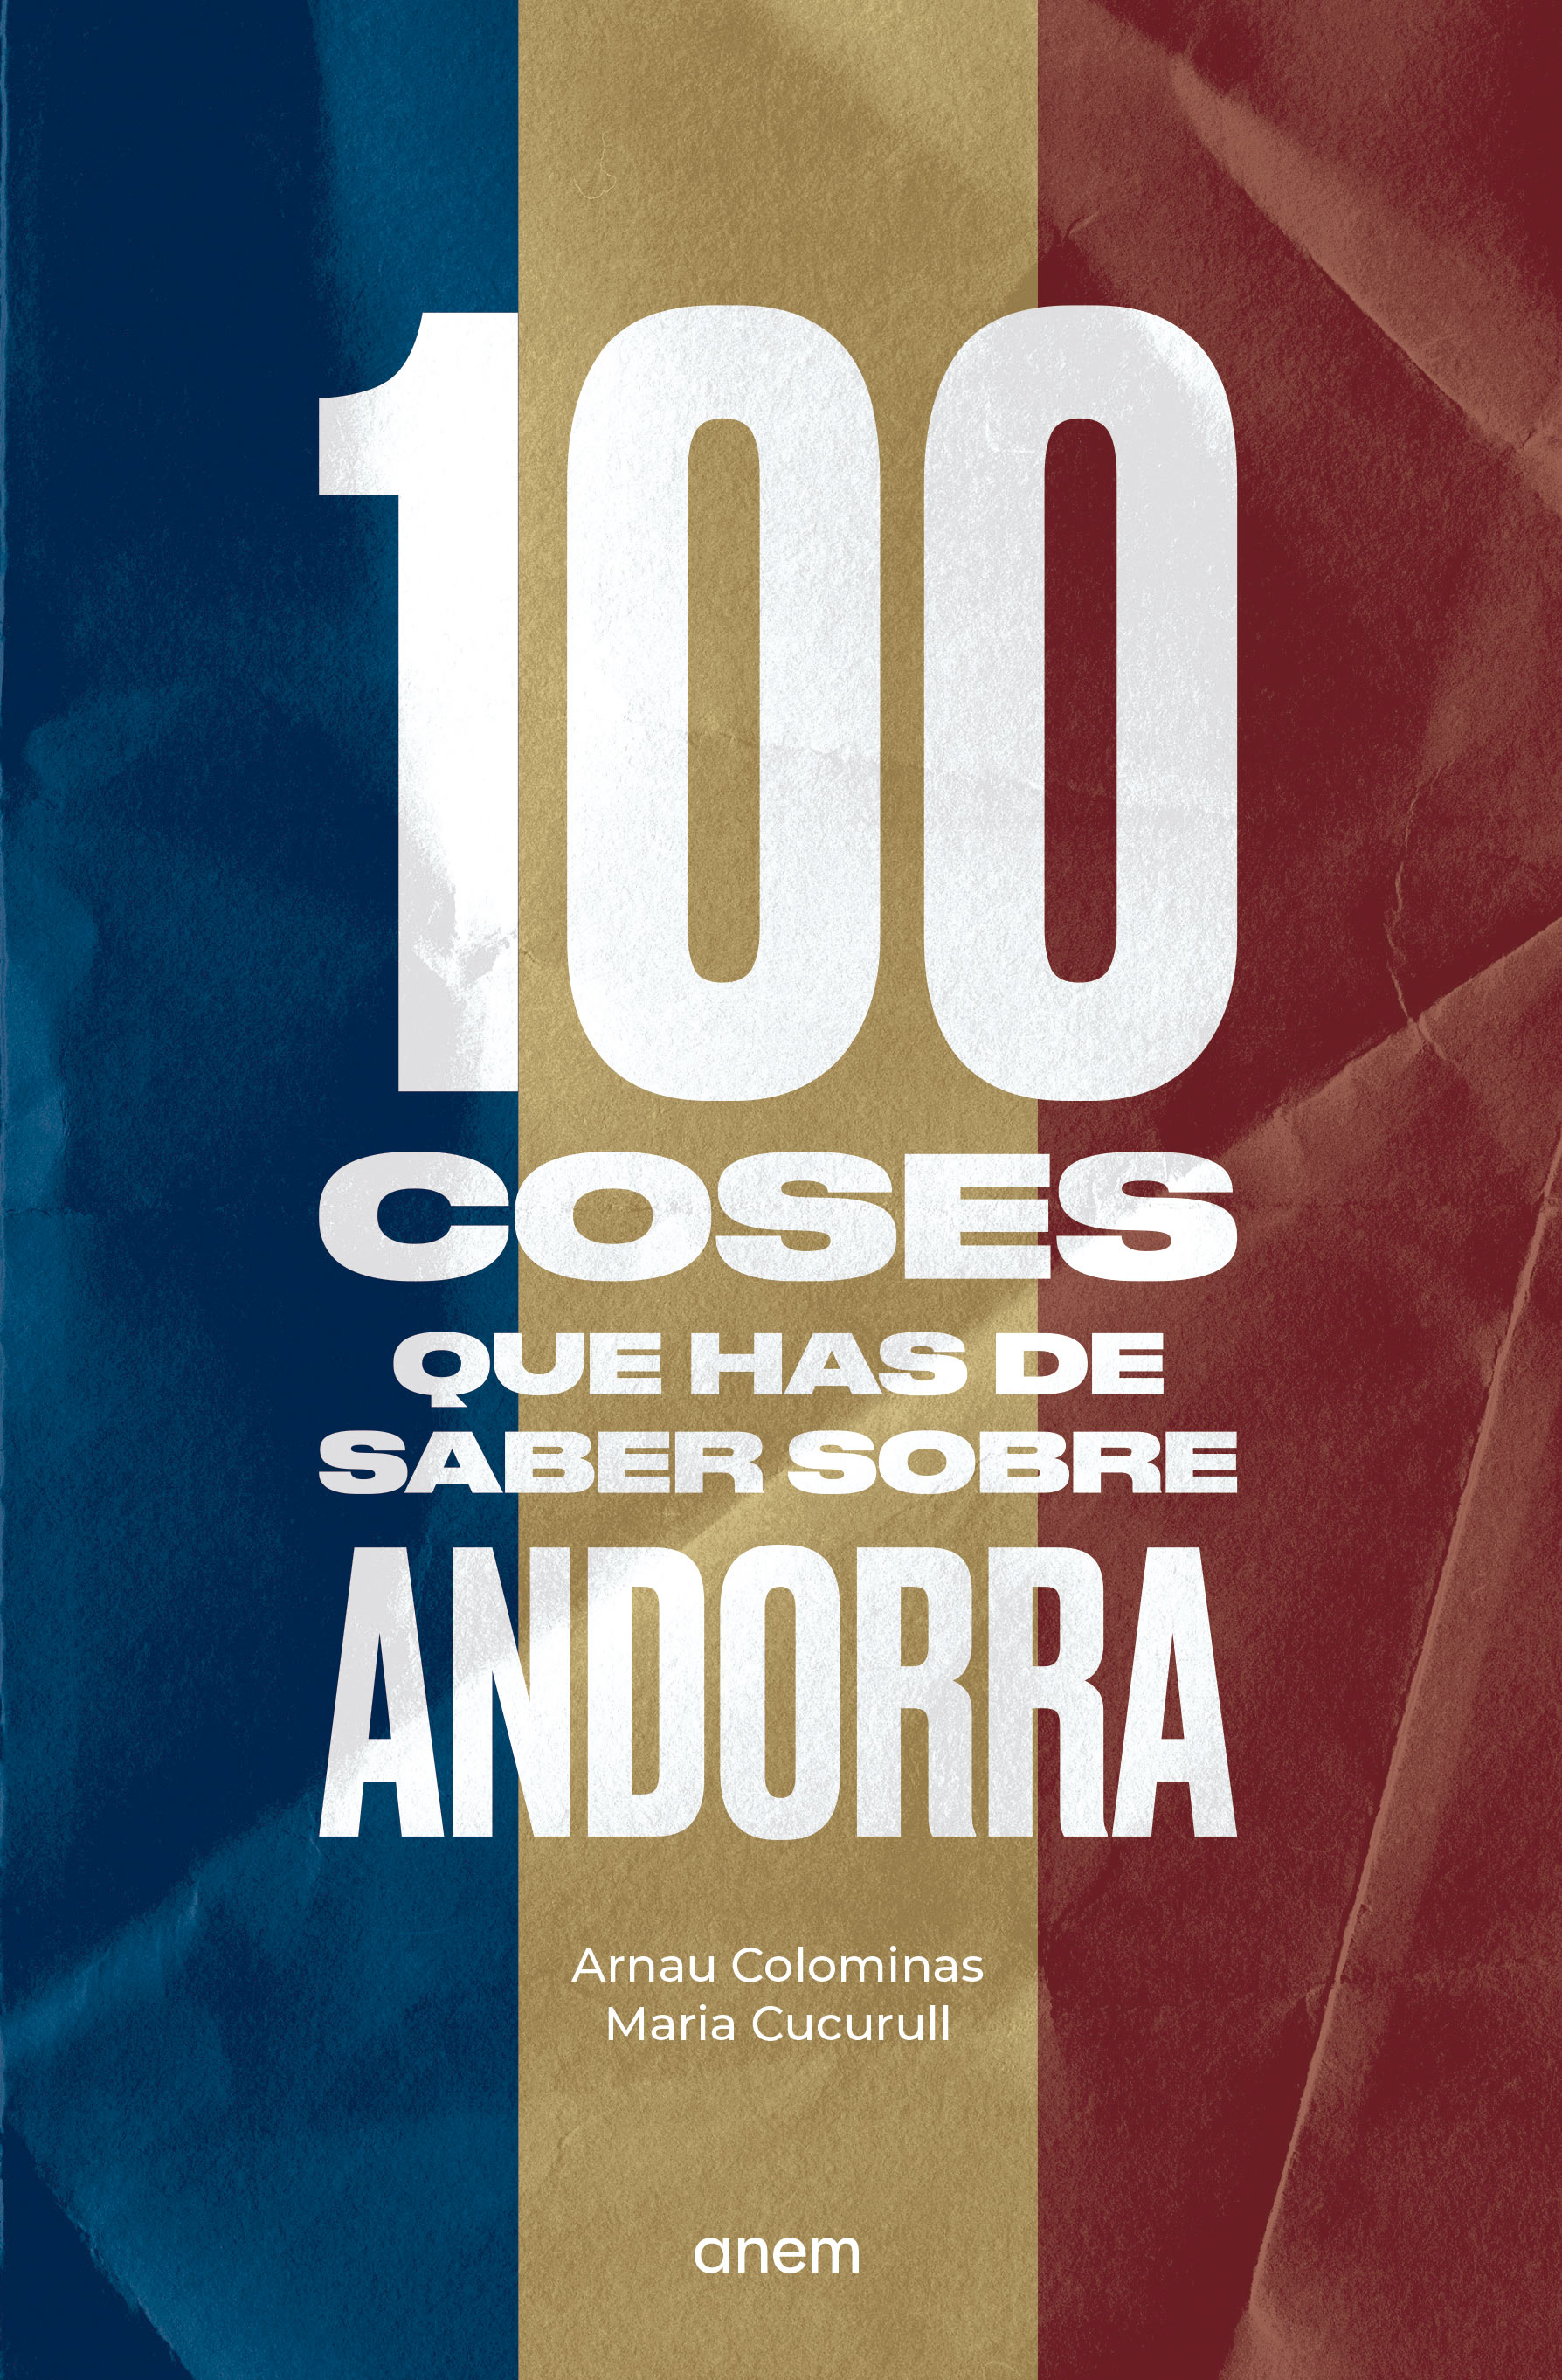 100
COSES
QUE HAS DE
SABER SOBRE
ANDORRA
Arnau Colominas
Maria Cucurull
anem